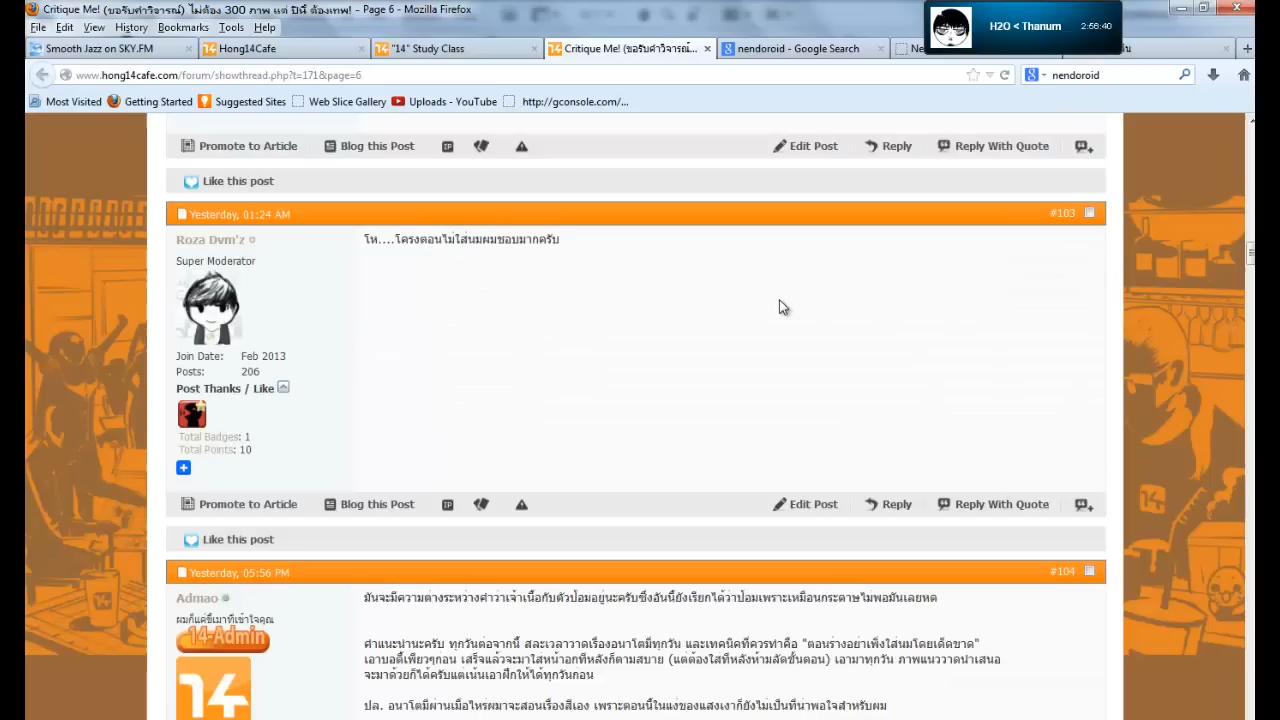 Critique Me! (ขอรับคำวิจารณ์) ไม่ต้อง 300 ภาพ แต่ ปีนี้ ต้องเทพ! - Page 6 - Mozilla Firefox
File Edit View History Bookmarks Tools Help
H2O < Thanum 2:56:40
Smooth Jazz on SKY.FM
Hong14Cafe
"14" Study Class
Critique Me! (ขอรับคำวิจารณ์...
nendoroid - Google Search
www.hong14cafe.com/forum/showthread.php?t=171&page=6
nendoroid
Most Visited Getting Started Suggested Sites Web Slice Gallery Uploads - YouTube http://gconsole.com/...
Promote to Article Blog this Post IP Edit Post Reply Reply With Quote
Like this post
Yesterday, 01:24 AM #103
Roza Dvm'z
โห....โครงตอนไม่ใส่นมผมชอบมากครับ
Super Moderator
Join Date: Feb 2013
Posts: 206
Post Thanks / Like
Total Badges: 1
Total Points: 10
Promote to Article Blog this Post IP Edit Post Reply Reply With Quote
Like this post
Yesterday, 05:56 PM #104
Admao
มันจะมีความต่างระหว่างคำว่าเจ้าเนื้อกับตัวป้อมอยู่นะครับซึ่งอันนี้ยังเรียกได้ว่าป้อมเพราะเหมือนกระดาษไม่พอมันเลยหด
ผมก็แค่ขี้เมาที่เข้าใจคุณ
14-Admin
คำแนะนำนะครับ ทุกวันต่อจากนี้ สละเวลาวาดเรื่องอนาโตมี่ทุกวัน และเทคนิคที่ควรทำคือ "ตอนร่างอย่าเพิ่งใส่นมโดยเด็ดขาด"
เอาบอดี้เพียวๆก่อน เสร็จแล้วจะมาใส่หน้าอกทีหลังก็ตามสบาย (แต่ต้องใส่ทีหลังห้ามลัดขั้นตอน) เอามาทุกวัน ภาพแนววาดนำเสนอ
จะมาด้วยก็ได้ครับแต่เน้นเอาฝึกให้ได้ทุกวันก่อน
14
ปล. อนาโตมี่ผ่านเมื่อไหร่ผมาจะสอนเรื่องสีเอง เพราะตอนนี้ในแง่ของแสงเงาก็ยังไม่เป็นที่น่าพอใจสำหรับผม